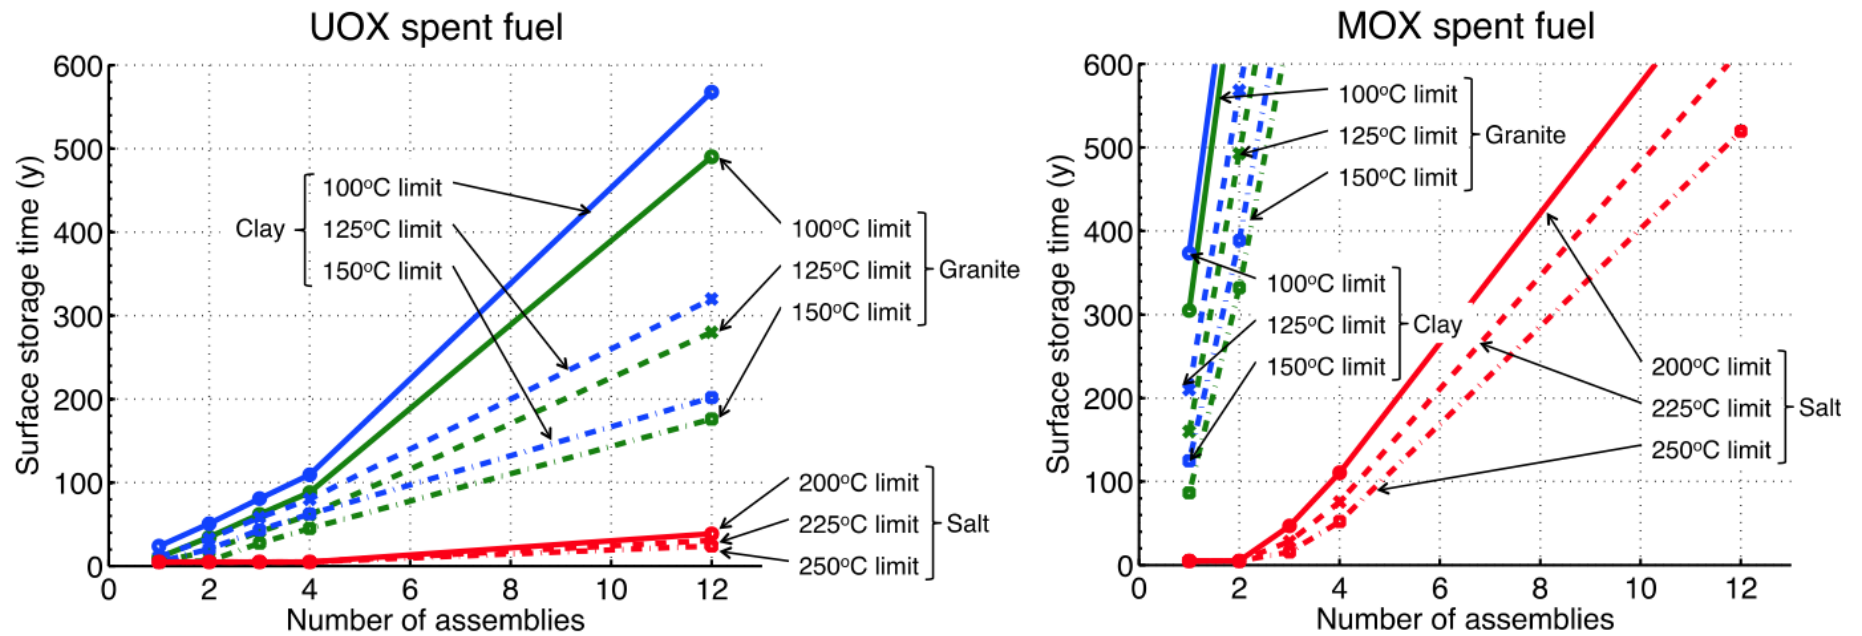 UOX spent fuel
600
500
400
300
200
100
0
Surface storage time (y)
0 2 4 6 8 10 12
Number of assemblies
Clay
100°C limit
125°C limit
150°C limit
100°C limit
125°C limit
150°C limit
Granite
200°C limit
225°C limit
250°C limit
Salt
MOX spent fuel
600
500
400
300
200
100
0
Surface storage time (y)
0 2 4 6 8 10 12
Number of assemblies
100°C limit
125°C limit
150°C limit
Granite
100°C limit
125°C limit
150°C limit
Clay
200°C limit
225°C limit
250°C limit
Salt